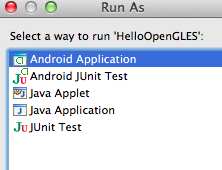 Run As
Select a way to run 'HelloOpenGLES':
Android Application
Android JUnit Test
Java Applet
Java Application
JUnit Test